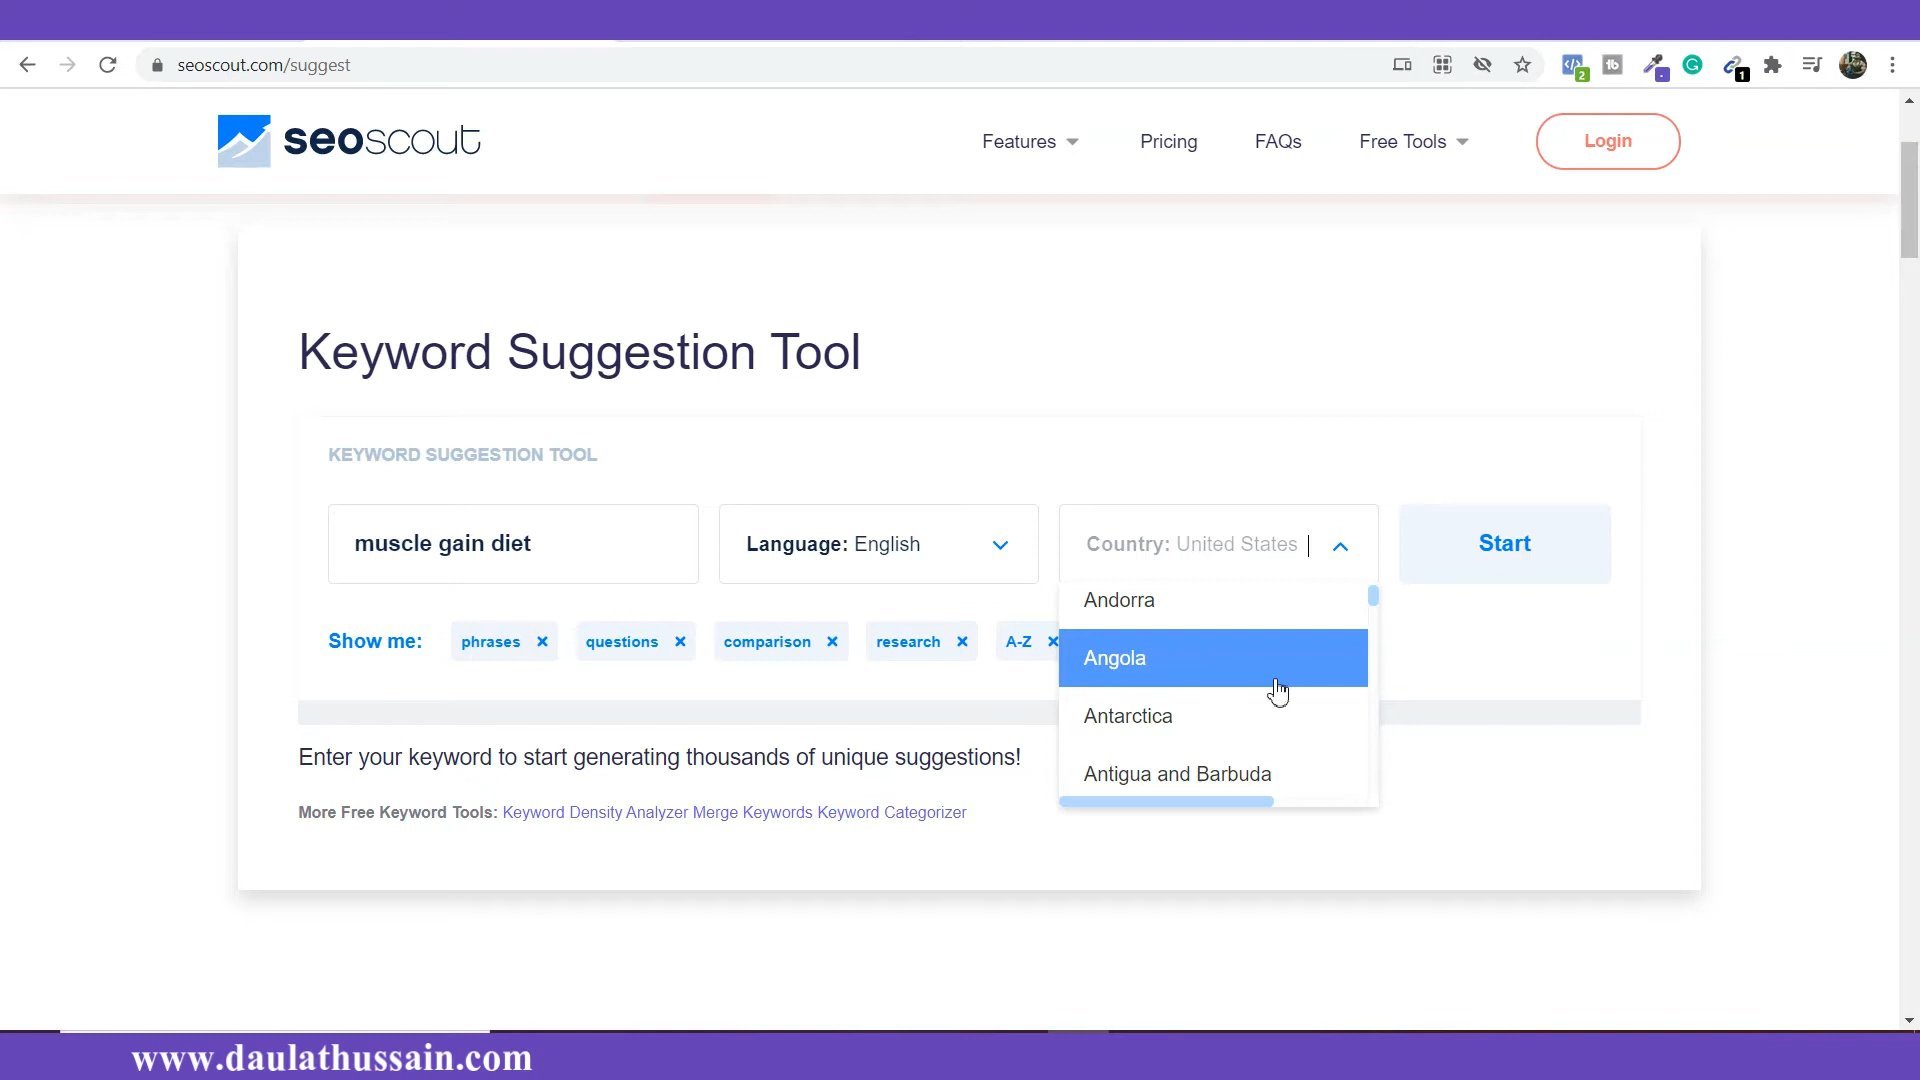 seoscout.com/suggest
2
tb
1
seoscout
Features
Pricing
FAQs
Free Tools
Login
Keyword Suggestion Tool
KEYWORD SUGGESTION TOOL
muscle gain diet
Language: English
Country: United States
Start
Show me:
phrases ×
questions ×
comparison ×
research ×
A-Z ×
Andorra
Angola
Antarctica
Antigua and Barbuda
Enter your keyword to start generating thousands of unique suggestions!
More Free Keyword Tools: Keyword Density Analyzer Merge Keywords Keyword Categorizer
www.daulathussain.com